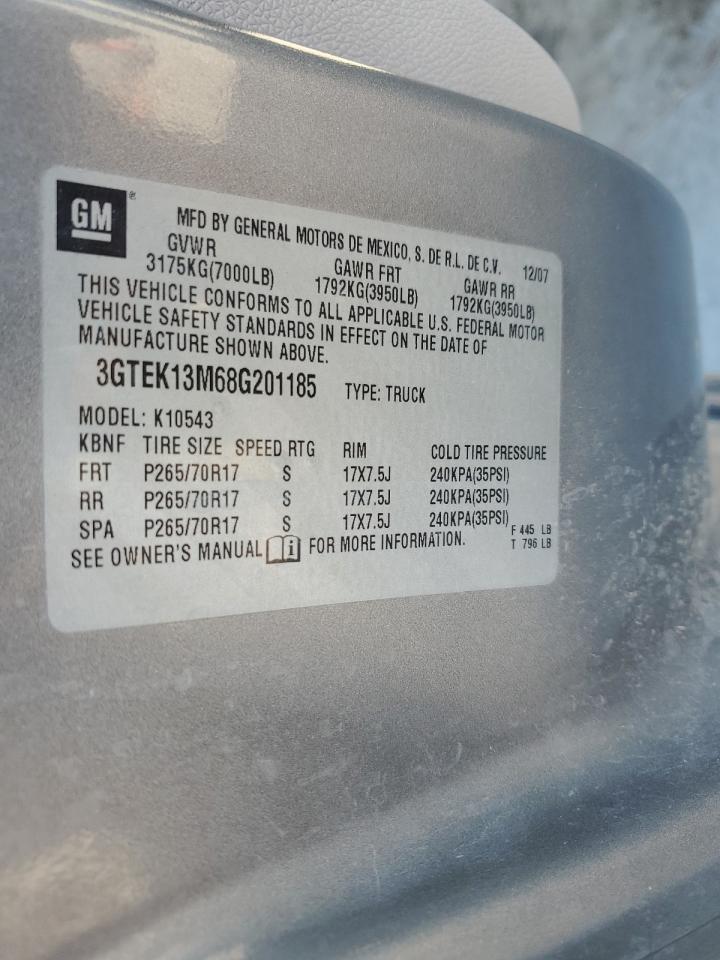 GM®
MFD BY GENERAL MOTORS DE MEXICO, S. DE R.L. DE C.V. 12/07
GVWR GAWR FRT GAWR RR
3175KG(7000LB) 1792KG(3950LB) 1792KG(3950LB)
THIS VEHICLE CONFORMS TO ALL APPLICABLE U.S. FEDERAL MOTOR
VEHICLE SAFETY STANDARDS IN EFFECT ON THE DATE OF
MANUFACTURE SHOWN ABOVE.
3GTEK13M68G201185 TYPE: TRUCK
MODEL: K10543
KBNF TIRE SIZE SPEED RTG RIM COLD TIRE PRESSURE
FRT P265/70R17 S 17X7.5J 240KPA(35PSI)
RR P265/70R17 S 17X7.5J 240KPA(35PSI)
SPA P265/70R17 S 17X7.5J 240KPA(35PSI)
SEE OWNER'S MANUAL FOR MORE INFORMATION.
F 445 LB
T 796 LB